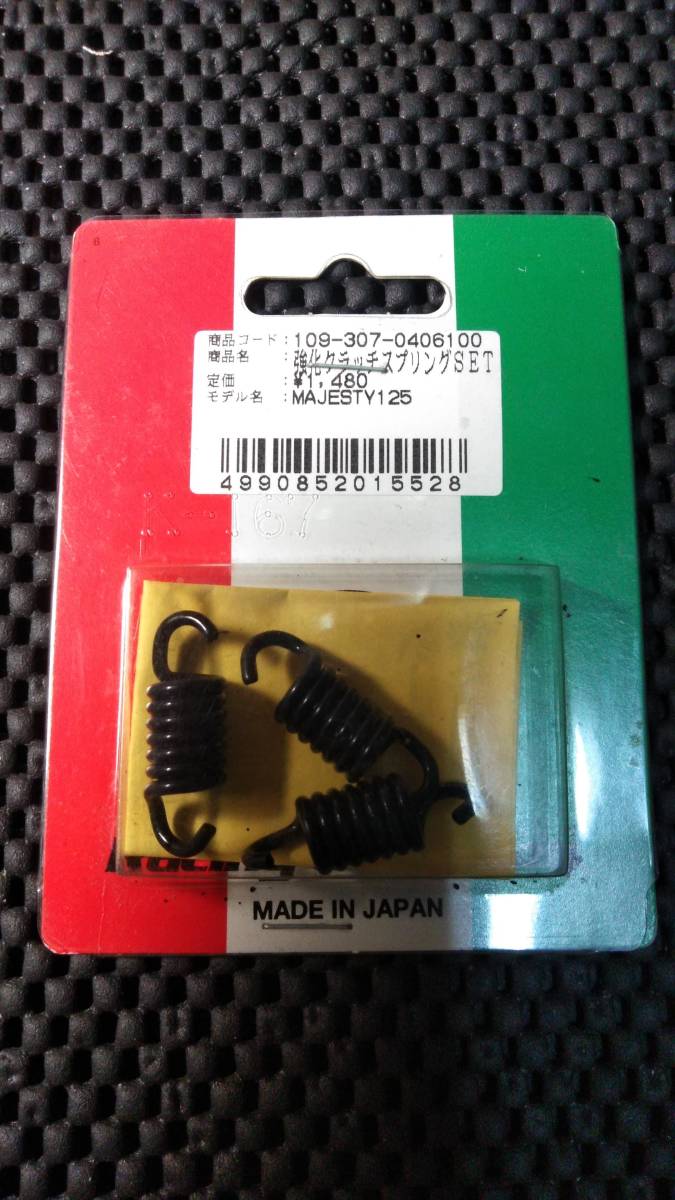 商品コード：109-307-0406100
商品名　：強化クラッチスプリングSET
定価　　：¥1,480
モデル名　：MAJESTY125
4990852015528
K-167
MADE IN JAPAN